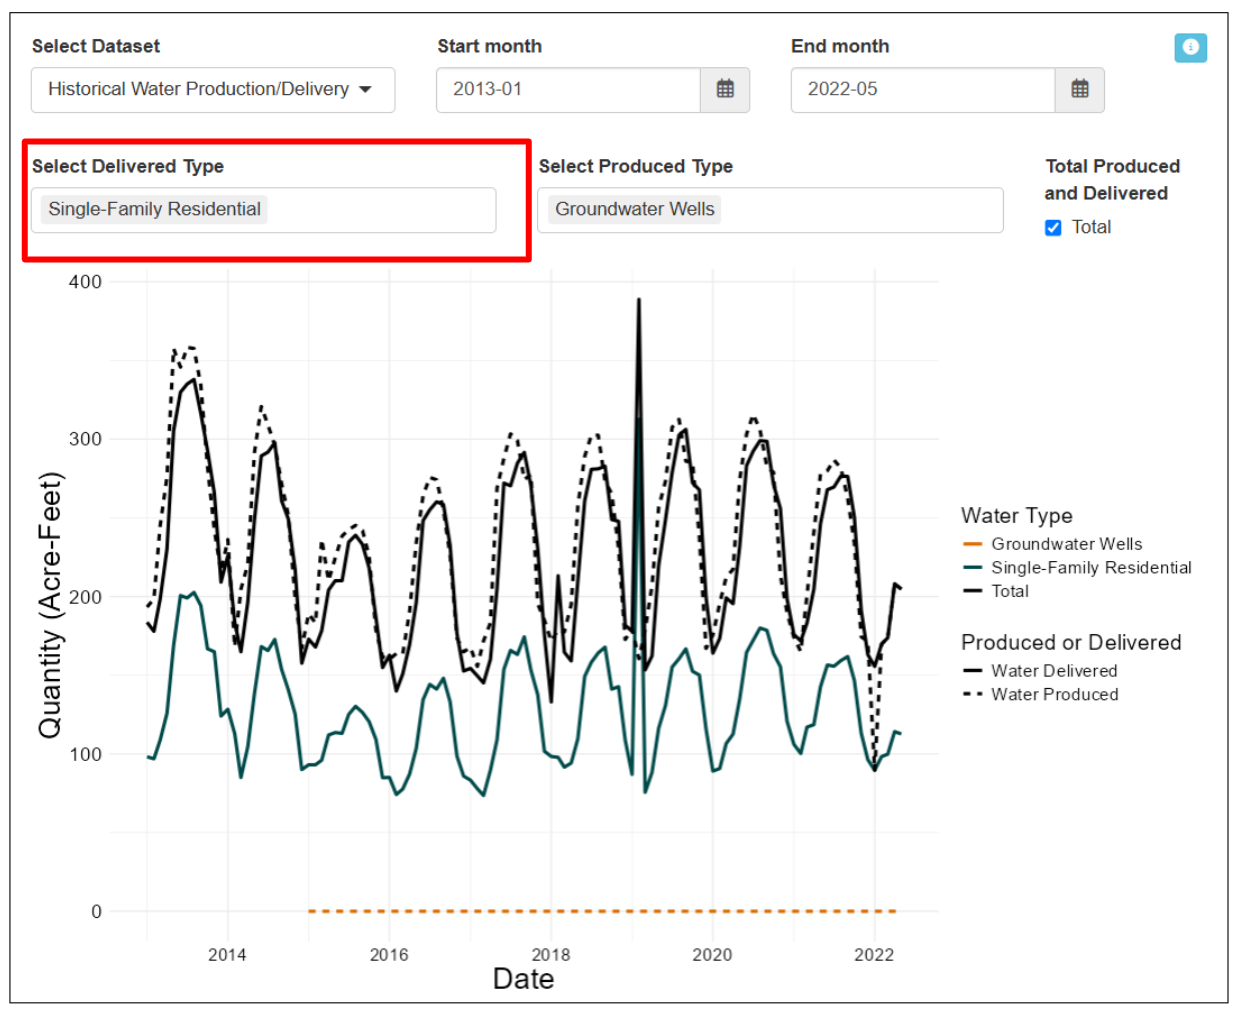 Select Dataset
Start month
End month
Historical Water Production/Delivery
2013-01
2022-05
Select Delivered Type
Select Produced Type
Total Produced
and Delivered
Single-Family Residential
Groundwater Wells
Total
400
300
200
100
0
Quantity (Acre-Feet)
2014
2016
2018
2020
2022
Date
Water Type
Groundwater Wells
Single-Family Residential
Total
Produced or Delivered
Water Delivered
Water Produced